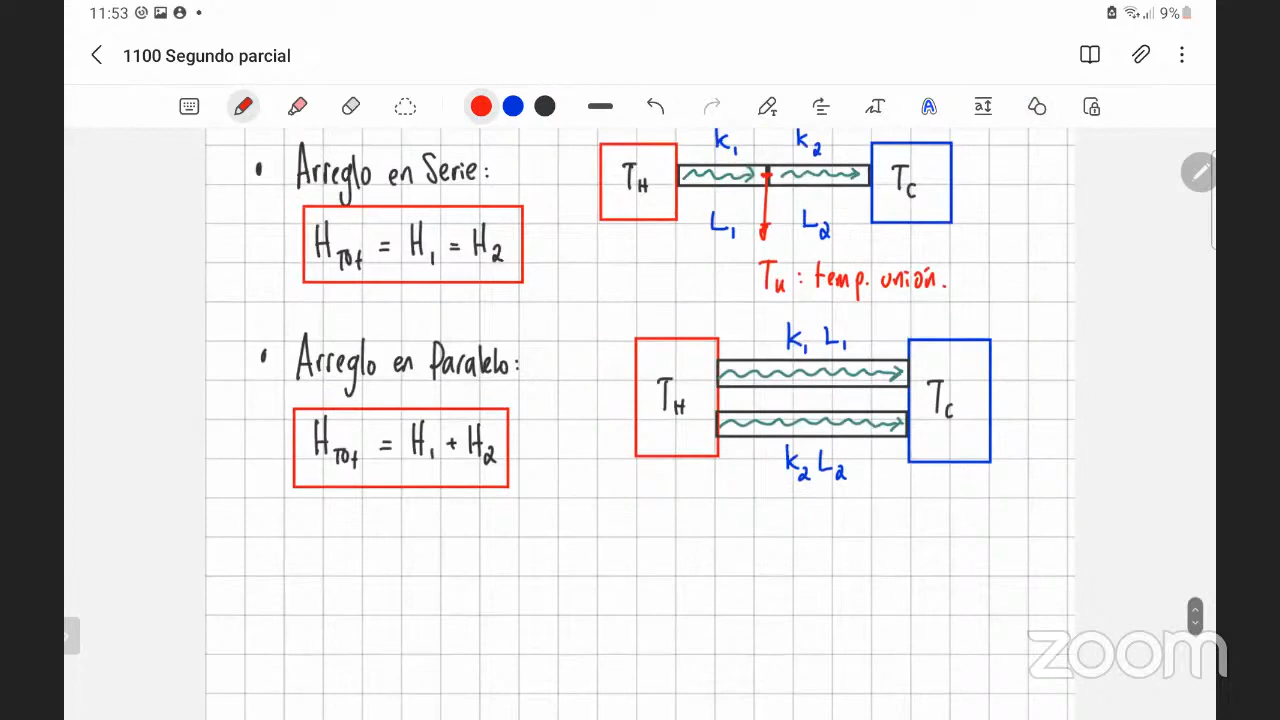 11:53
9%
1100 Segundo parcial
• Arreglo en Serie:
H_Tot = H_1 = H_2
k_1 k_2
T_H T_C
L_1 L_2
T_u : temp. unión.
• Arreglo en Paralelo:
H_Tot = H_1 + H_2
k_1 L_1
T_H T_C
k_2 L_2
zoom